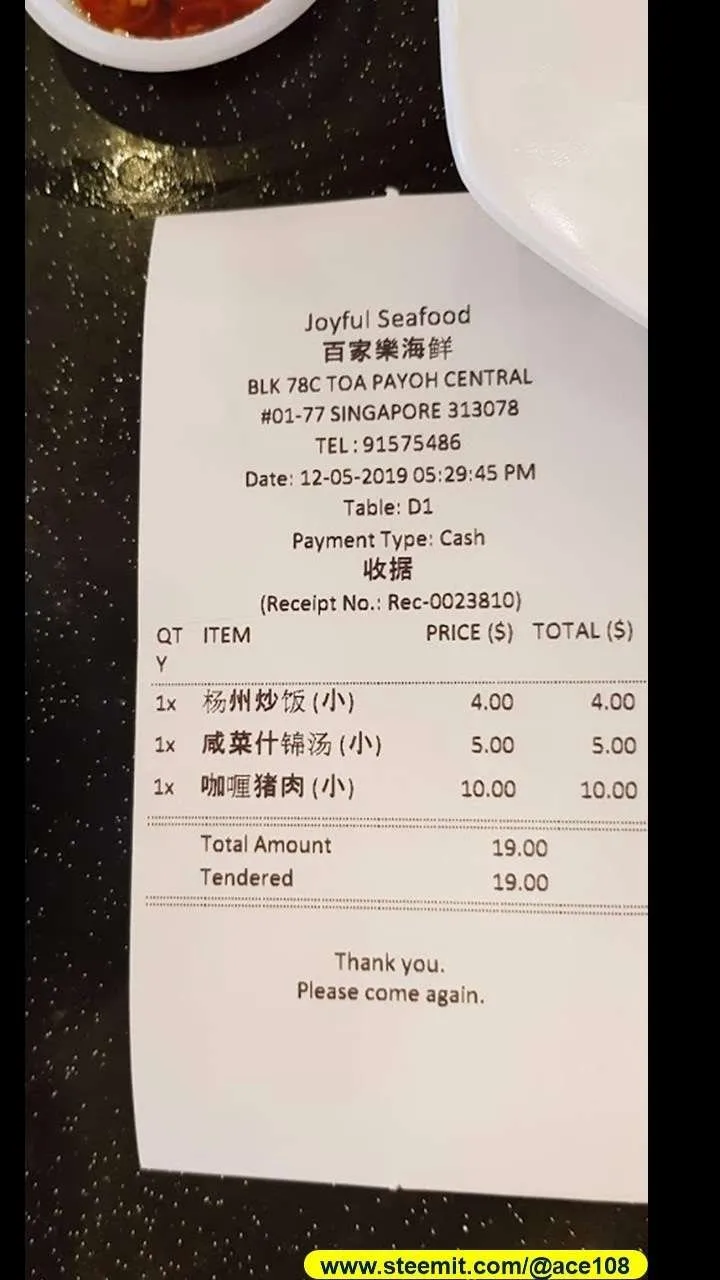 Joyful Seafood
百家樂海鲜
BLK 78C TOA PAYOH CENTRAL
#01-77 SINGAPORE 313078
TEL: 91575486
Date: 12-05-2019 05:29:45 PM
Table: D1
Payment Type: Cash
收据
(Receipt No.: Rec-0023810)
QTY ITEM PRICE ($) TOTAL ($)
1x 杨州炒饭 (小) 4.00 4.00
1x 咸菜什锦汤 (小) 5.00 5.00
1x 咖喱猪肉 (小) 10.00 10.00
Total Amount 19.00
Tendered 19.00
Thank you.
Please come again.
www.steemit.com/@ace108